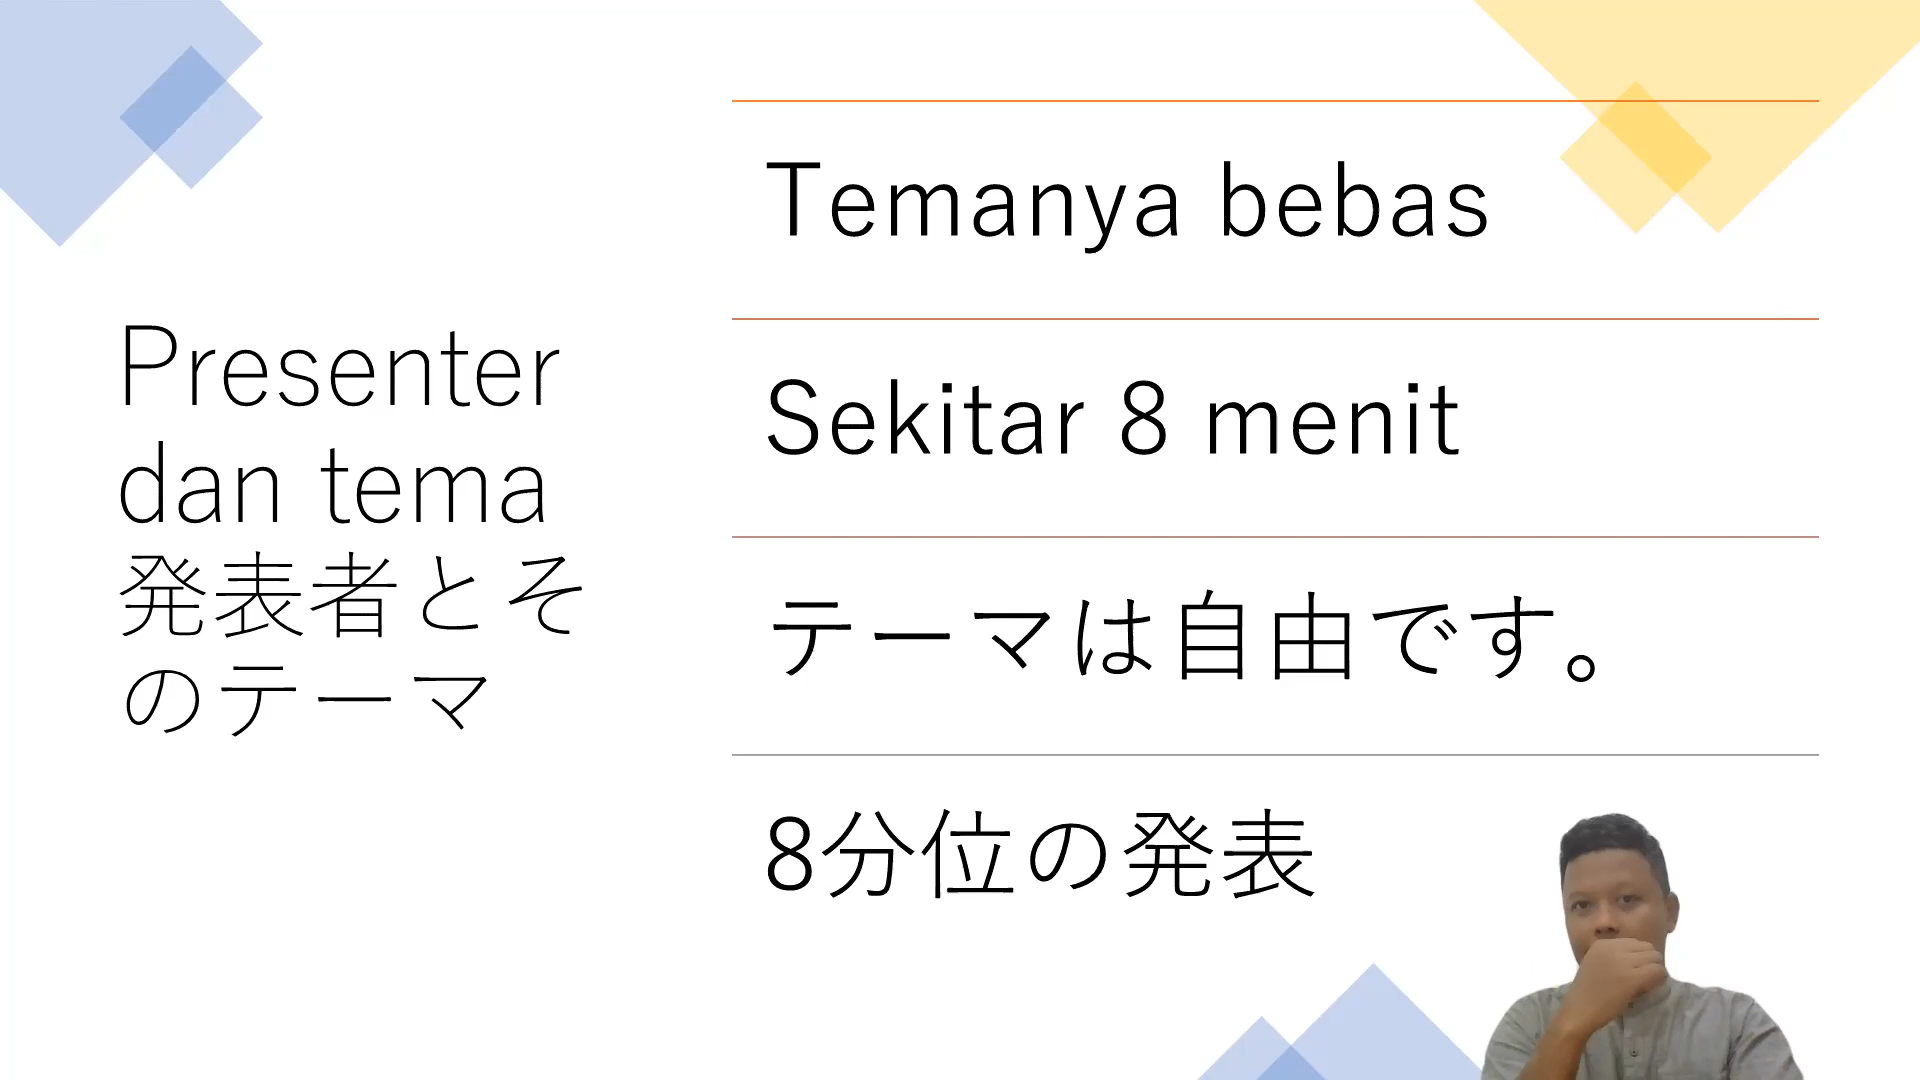 Presenter
dan tema
発表者とそ
のテーマ
Temanya bebas
Sekitar 8 menit
テーマは自由です。
8分位の発表